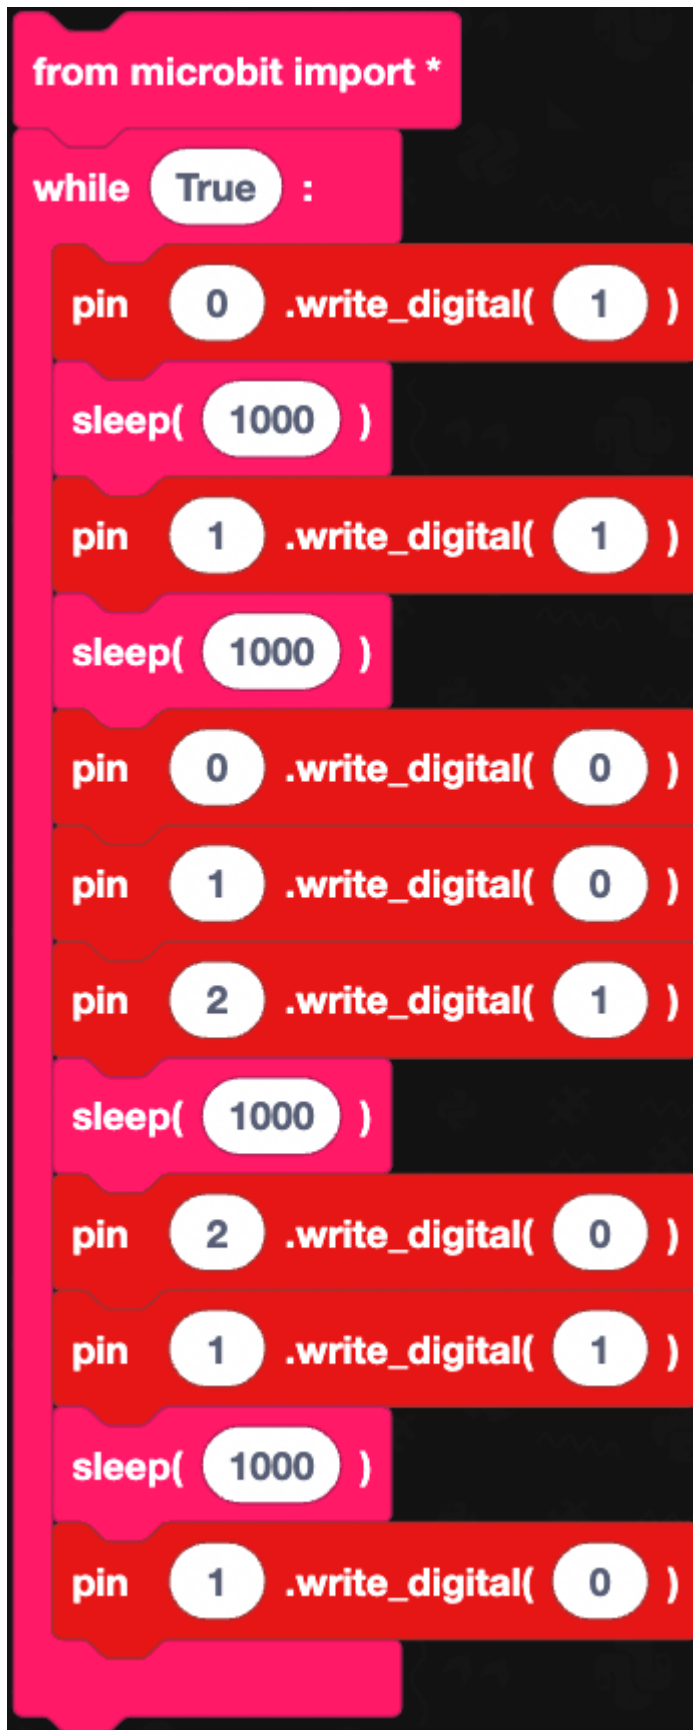 from microbit import *
while True :
pin 0 .write_digital( 1 )
sleep( 1000 )
pin 1 .write_digital( 1 )
sleep( 1000 )
pin 0 .write_digital( 0 )
pin 1 .write_digital( 0 )
pin 2 .write_digital( 1 )
sleep( 1000 )
pin 2 .write_digital( 0 )
pin 1 .write_digital( 1 )
sleep( 1000 )
pin 1 .write_digital( 0 )